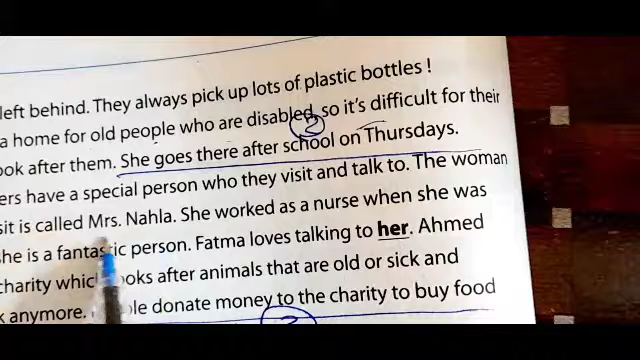 left behind. They always pick up lots of plastic bottles !
a home for old people who are disabled, so it's difficult for their
ook after them. She goes there after school on Thursdays.
ers have a special person who they visit and talk to. The woman
sit is called Mrs. Nahla. She worked as a nurse when she was
she is a fantastic person. Fatma loves talking to her. Ahmed
charity whic ooks after animals that are old or sick and
k anymore. ple donate money to the charity to buy food
2